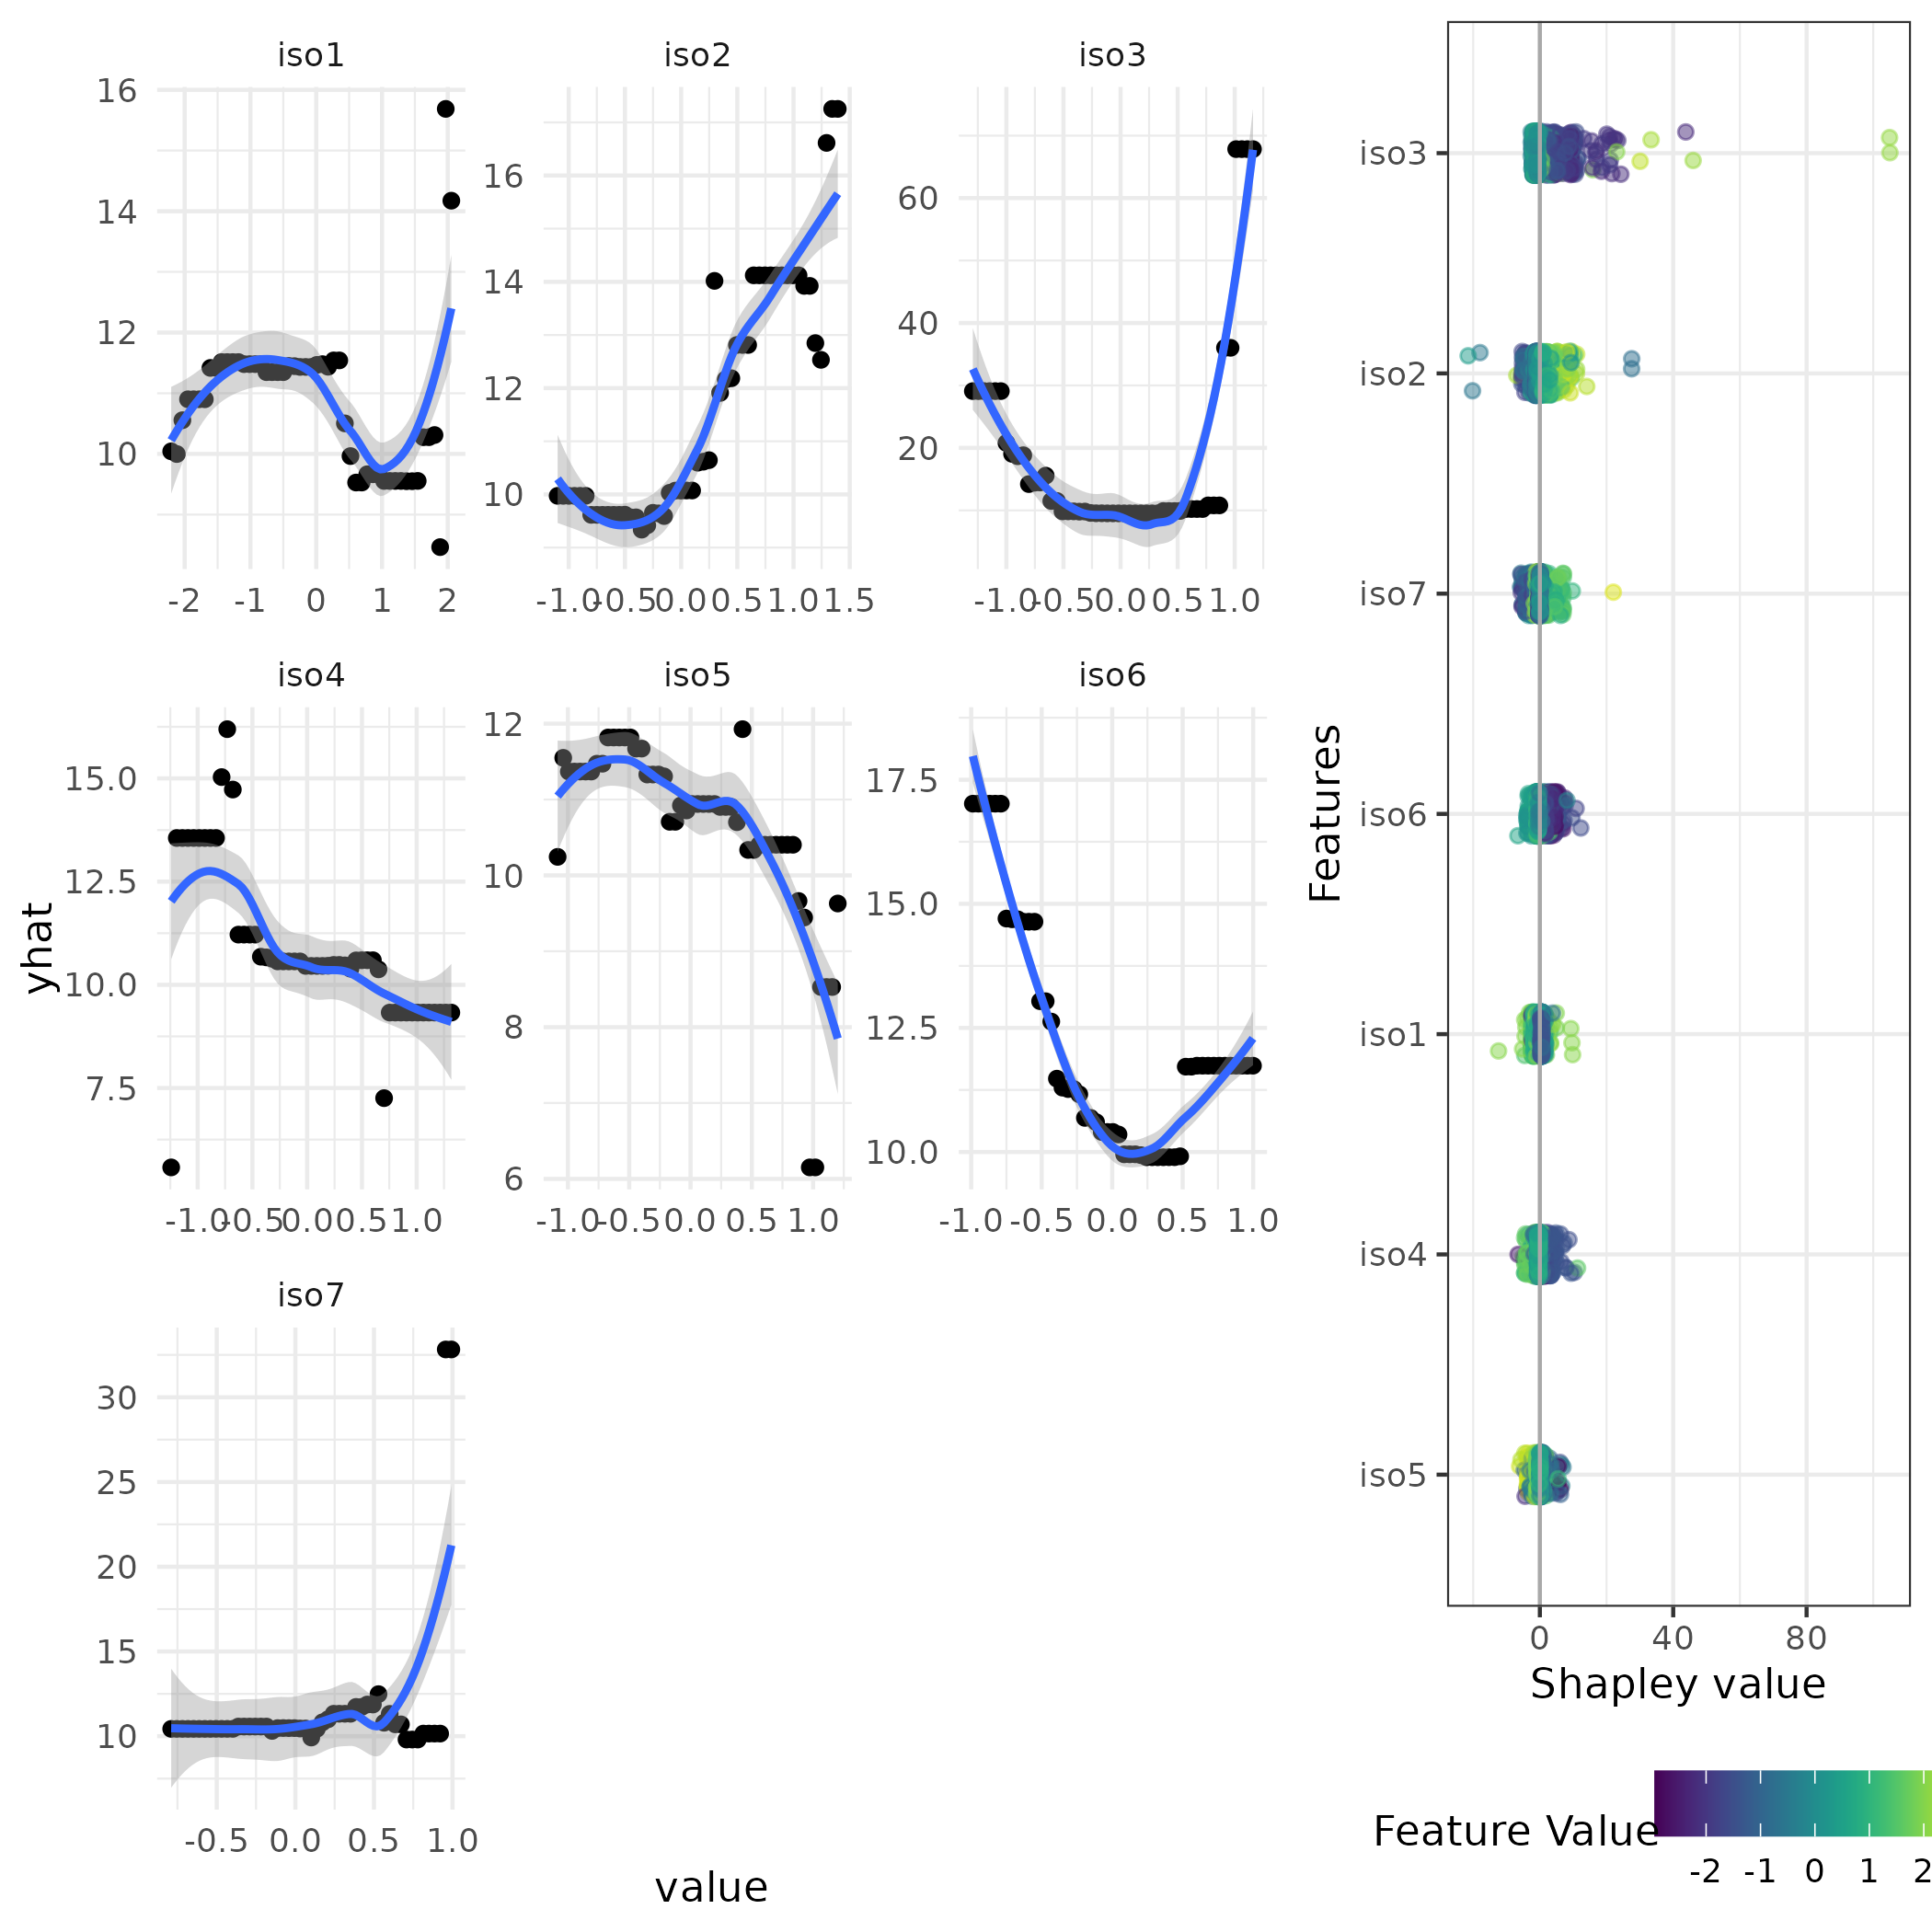 iso1 iso2 iso3
16
14
12
10
16
14
12
10
60
40
20
-2 -1 0 1 2
-1.0 -0.5 0.0 0.5 1.0 1.5
-1.0 -0.5 0.0 0.5 1.0
iso4 iso5 iso6
15.0
12.5
10.0
7.5
12
10
8
6
17.5
15.0
12.5
10.0
-1.0 -0.5 0.0 0.5 1.0
-1.0 -0.5 0.0 0.5 1.0
-1.0 -0.5 0.0 0.5 1.0
iso7
30
25
20
15
10
-0.5 0.0 0.5 1.0
yhat
value
Features
iso3
iso2
iso7
iso6
iso1
iso4
iso5
0 40 80
Shapley value
Feature Value
-2 -1 0 1 2